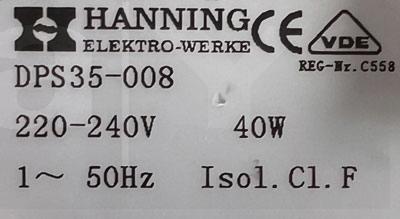 HANNING
ELEKTRO-WERKE
CE
VDE
REG-Nr. C558
DPS35-008
220-240V 40W
1~ 50Hz Isol.Cl.F